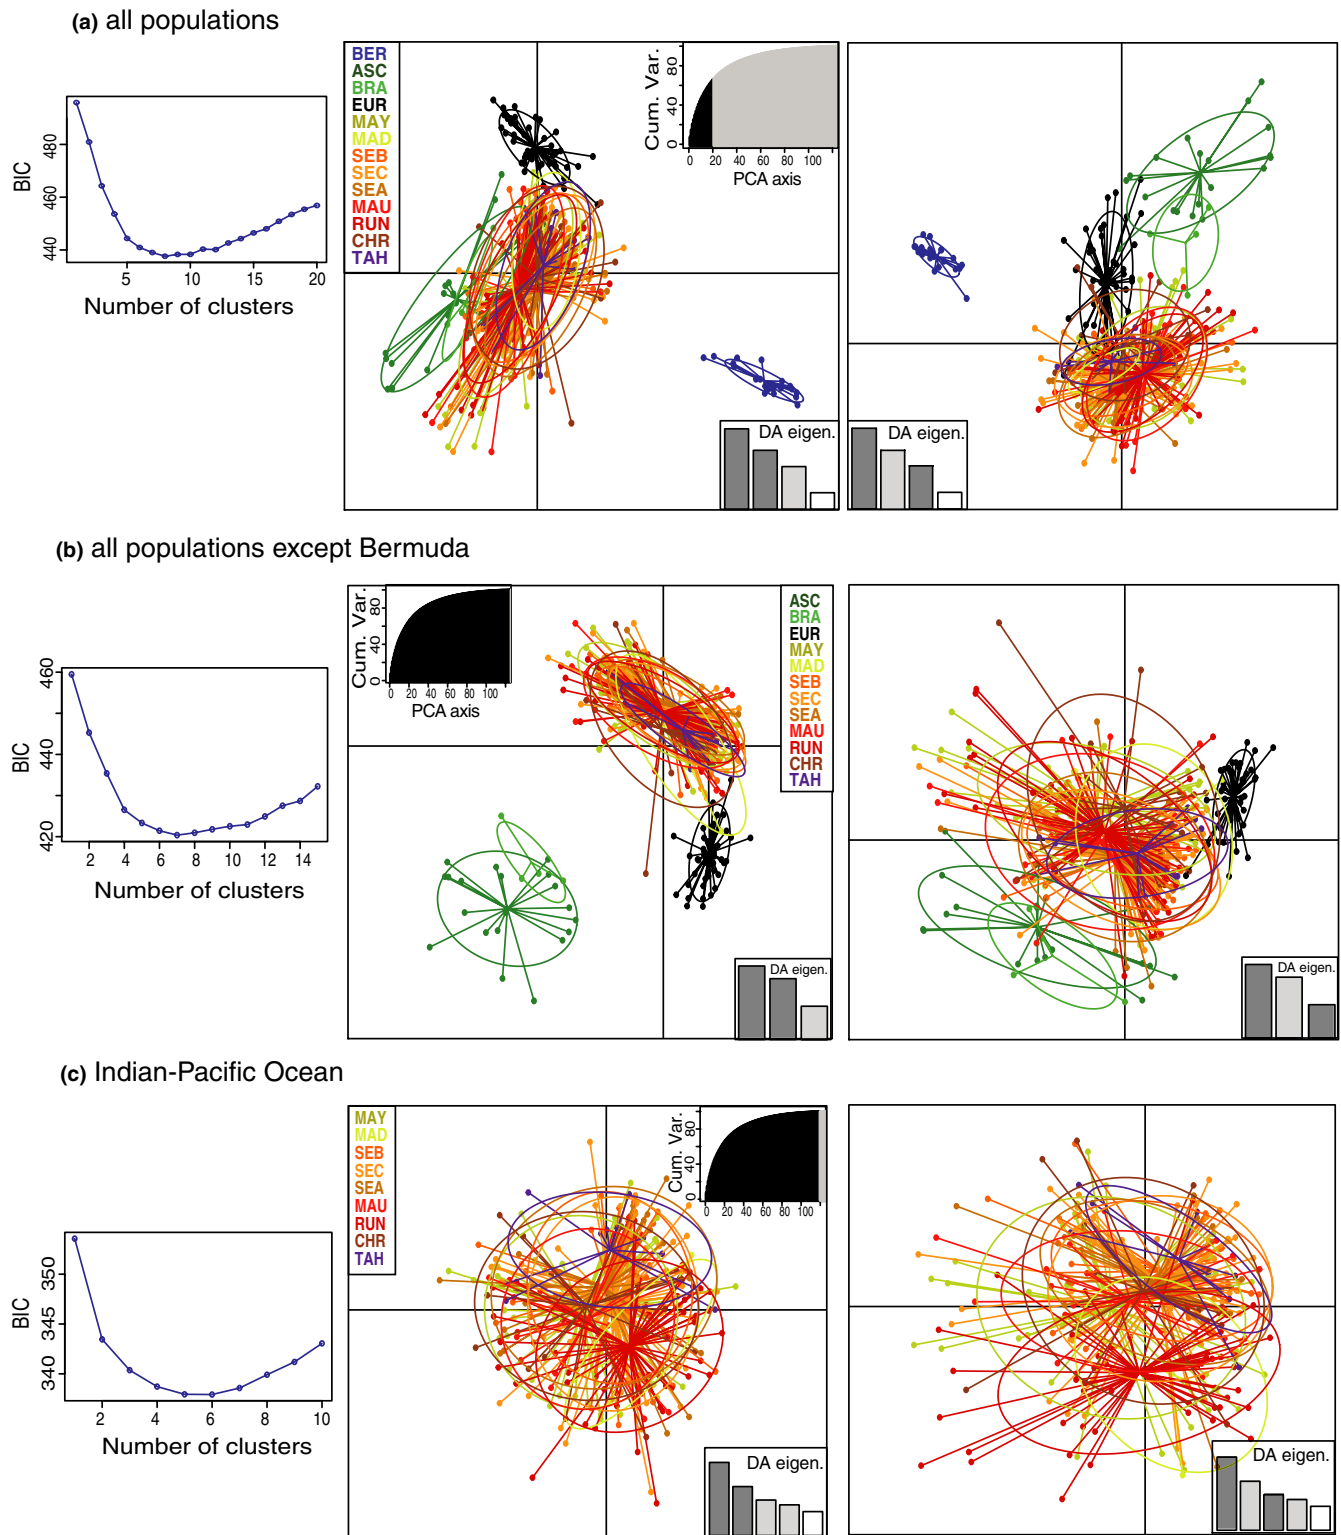 (a) all populations
BIC
480
460
440
5 10 15 20
Number of clusters
BER
ASC
BRA
EUR
MAY
MAD
SEB
SEC
SEA
MAU
RUN
CHR
TAH
Cum. Var.
80
40
0
0 20 40 60 80 100
PCA axis
DA eigen.
DA eigen.
(b) all populations except Bermuda
BIC
460
440
420
2 4 6 8 10 12 14
Number of clusters
Cum. Var.
80
40
0
0 20 40 60 80 100
PCA axis
ASC
BRA
EUR
MAY
MAD
SEB
SEC
SEA
MAU
RUN
CHR
TAH
DA eigen.
DA eigen.
(c) Indian-Pacific Ocean
BIC
350
345
340
2 4 6 8 10
Number of clusters
MAY
MAD
SEB
SEC
SEA
MAU
RUN
CHR
TAH
Cum. Var.
80
40
0
0 20 40 60 80 100
PCA axis
DA eigen.
DA eigen.